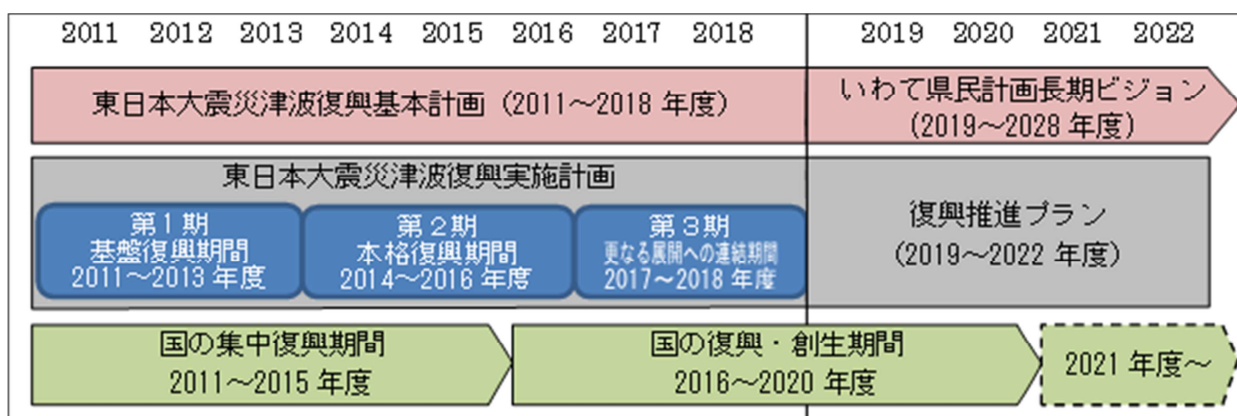 2011 2012 2013 2014 2015 2016 2017 2018 2019 2020 2021 2022
東日本大震災津波復興基本計画（2011～2018 年度）
いわて県民計画長期ビジョン
（2019～2028 年度）
東日本大震災津波復興実施計画
第１期
基盤復興期間
2011～2013 年度
第２期
本格復興期間
2014～2016 年度
第３期
更なる展開への連結期間
2017～2018 年度
復興推進プラン
（2019～2022 年度）
国の集中復興期間
2011～2015 年度
国の復興・創生期間
2016～2020 年度
2021 年度～